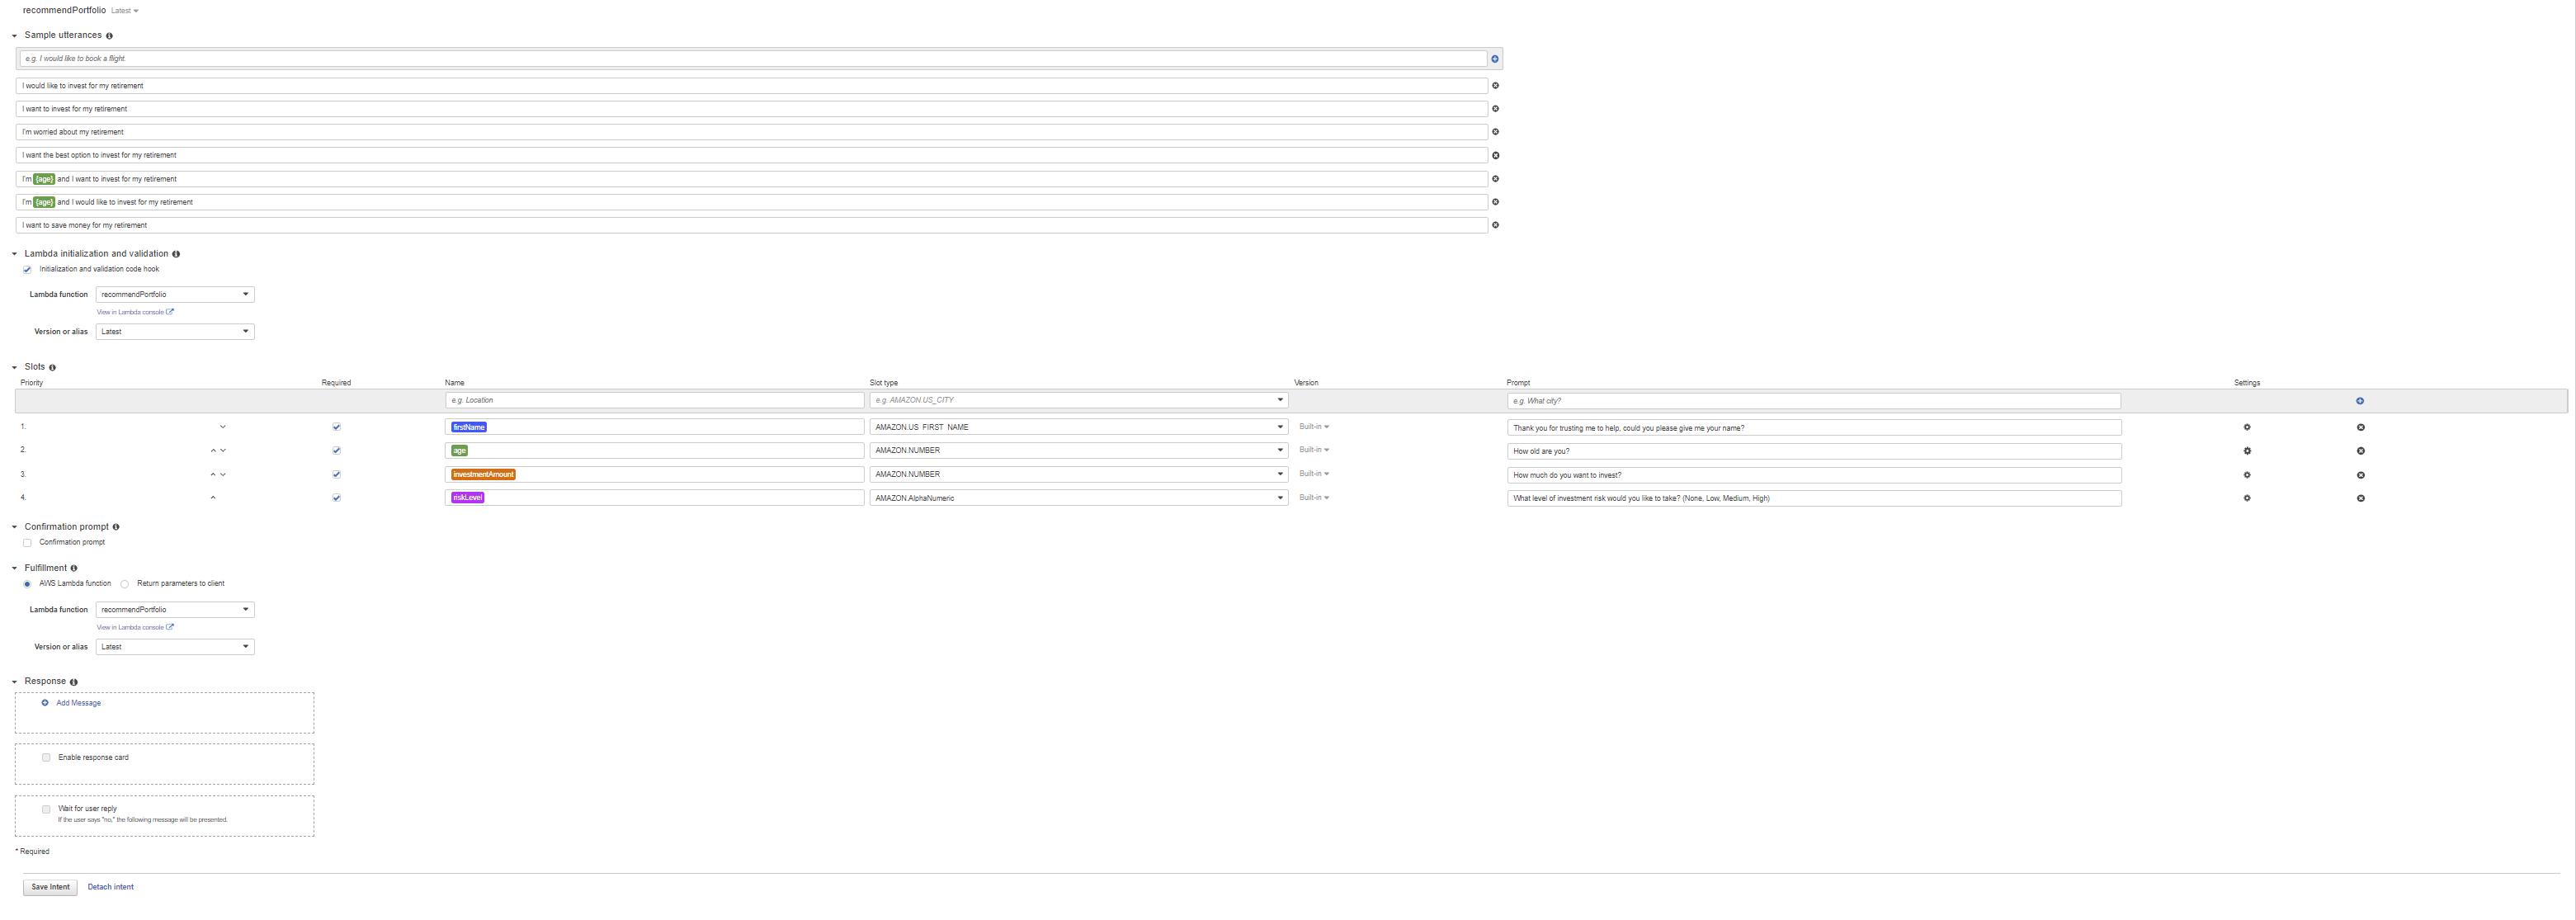 recommendPortfolio Latest
Sample utterances
e.g. I would like to book a flight.
I would like to invest for my retirement
I want to invest for my retirement
I'm worried about my retirement
I want the best option to invest for my retirement
I'm {age} and I want to invest for my retirement
I'm {age} and I would like to invest for my retirement
I want to save money for my retirement
Lambda initialization and validation
Initialization and validation code hook
Lambda function recommendPortfolio
View in Lambda console
Version or alias Latest
Slots
Priority Required Name Slot type Version Prompt Settings
e.g. Location e.g. AMAZON.US_CITY e.g. What city?
1. firstName AMAZON.US_FIRST_NAME Built-in Thank you for trusting me to help, could you please give me your name?
2. age AMAZON.NUMBER Built-in How old are you?
3. investmentAmount AMAZON.NUMBER Built-in How much do you want to invest?
4. riskLevel AMAZON.AlphaNumeric Built-in What level of investment risk would you like to take? (None, Low, Medium, High)
Confirmation prompt
Confirmation prompt
Fulfillment
AWS Lambda function Return parameters to client
Lambda function recommendPortfolio
View in Lambda console
Version or alias Latest
Response
Add Message
Enable response card
Wait for user reply
If the user says "no," the following message will be presented.
* Required
Save Intent Detach intent